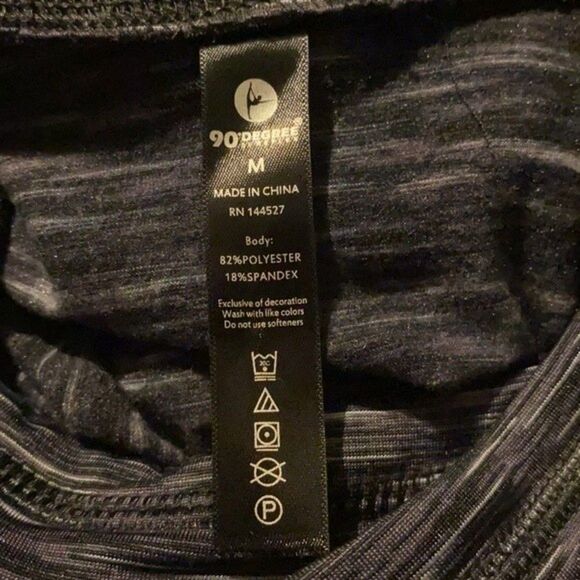 90°DEGREE®
M
MADE IN CHINA
RN 144527
Body:
82%POLYESTER
18%SPANDEX
Exclusive of decoration
Wash with like colors
Do not use softeners
P